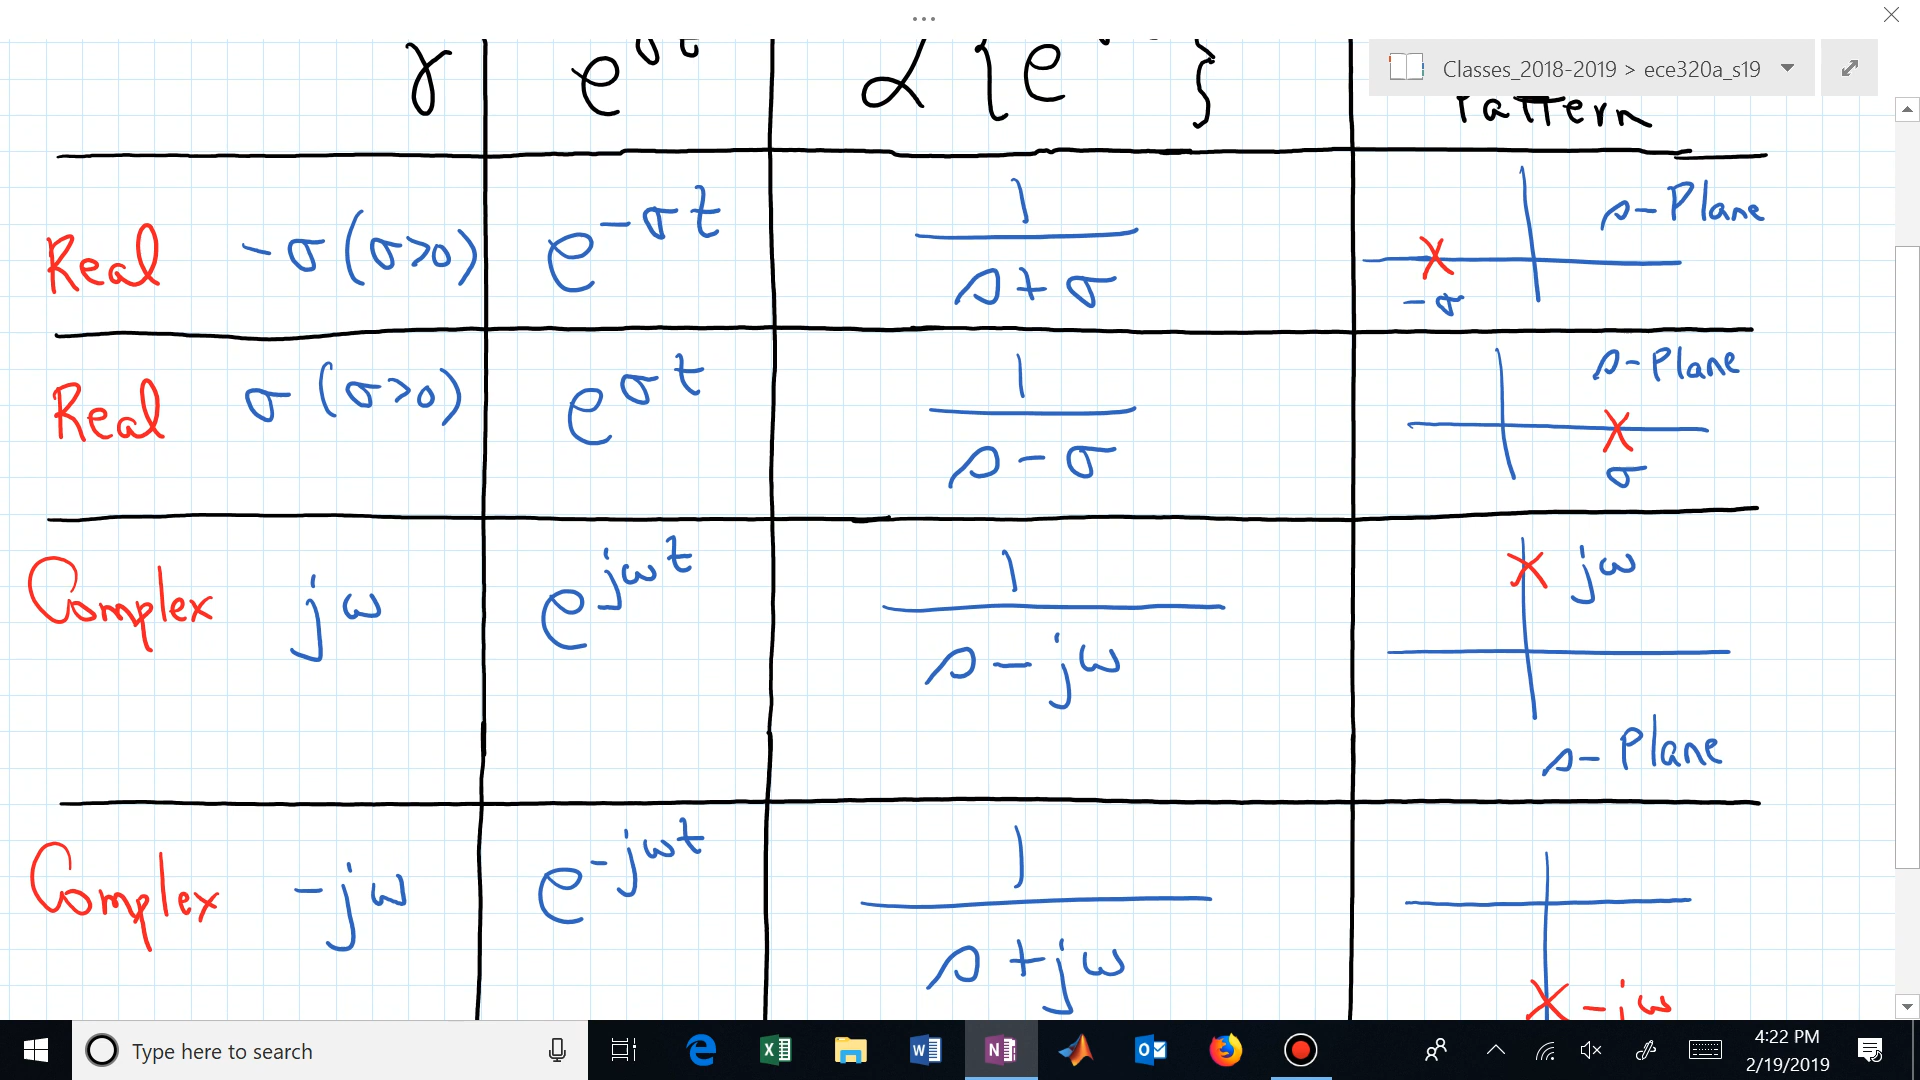 Classes_2018-2019 > ece320a_s19
γ e^σt ℒ{e } Pattern
Real -σ (σ>0) e^-σt 1/(s+σ) s-Plane
-σ
Real σ (σ>0) e^σt 1/(s-σ) s-Plane
σ
Complex jω e^jωt 1/(s-jω) jω
s-Plane
Complex -jω e^-jωt 1/(s+jω)
-jω
Type here to search
4:22 PM
2/19/2019